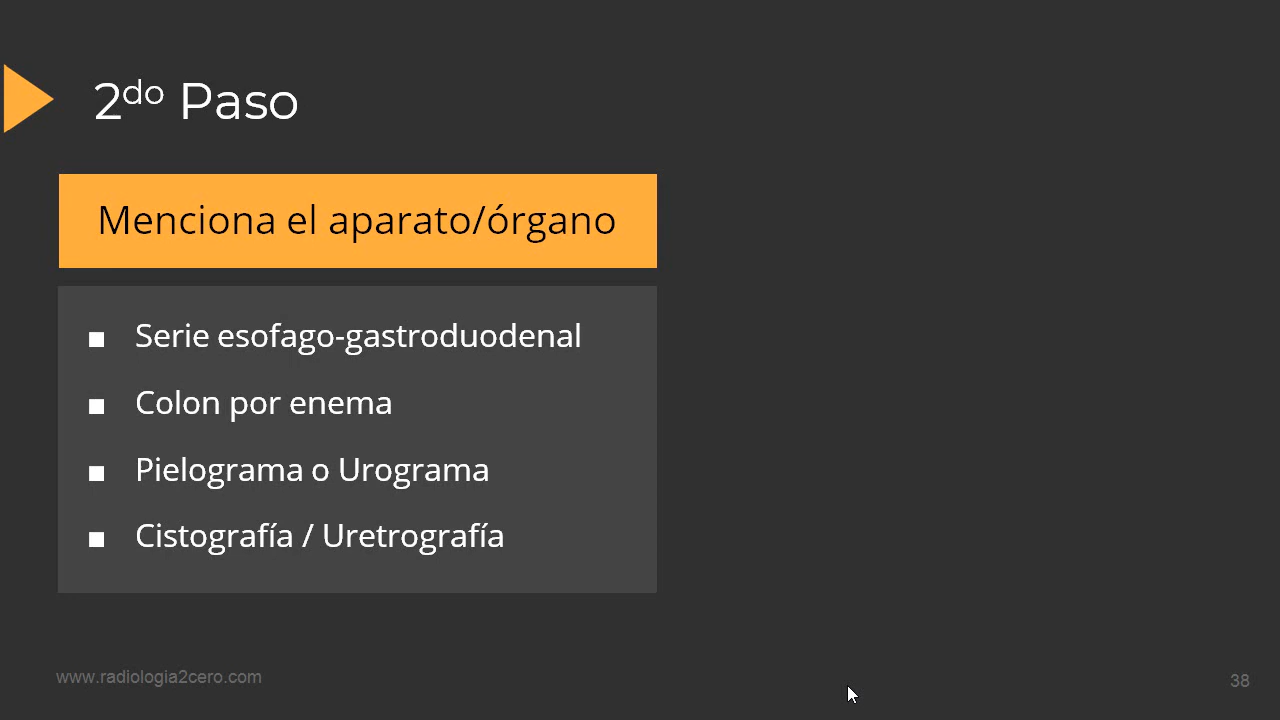 2do Paso
Menciona el aparato/órgano
■ Serie esofago-gastroduodenal
■ Colon por enema
■ Pielograma o Urograma
■ Cistografía / Uretrografía
www.radiologia2cero.com
38